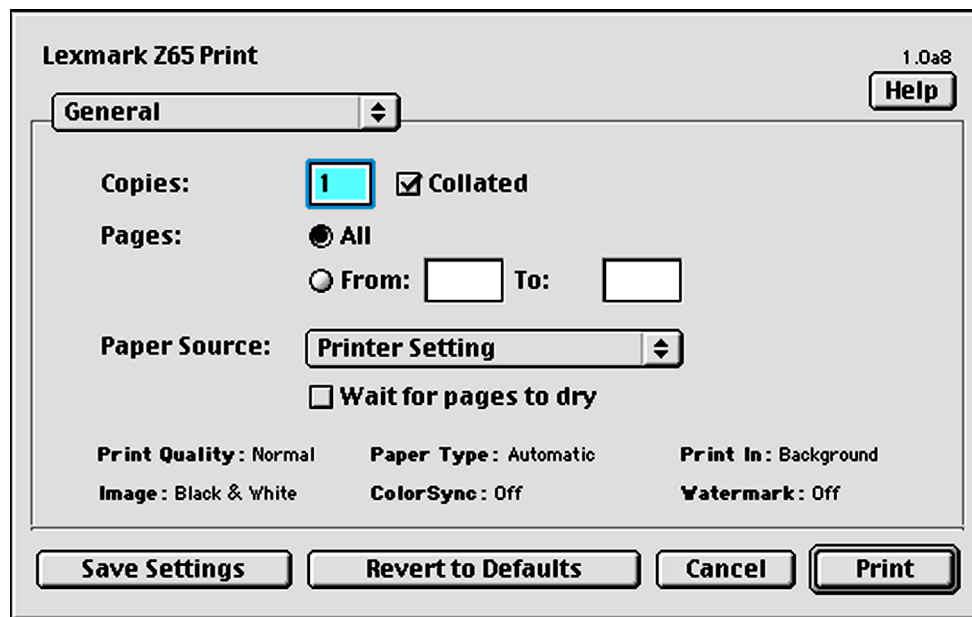 Lexmark Z65 Print
1.0a8
Help
General
Copies: 1 Collated
Pages: All
From: To:
Paper Source: Printer Setting
Wait for pages to dry
Print Quality: Normal Paper Type: Automatic Print In: Background
Image: Black & White ColorSync: Off Watermark: Off
Save Settings Revert to Defaults Cancel Print